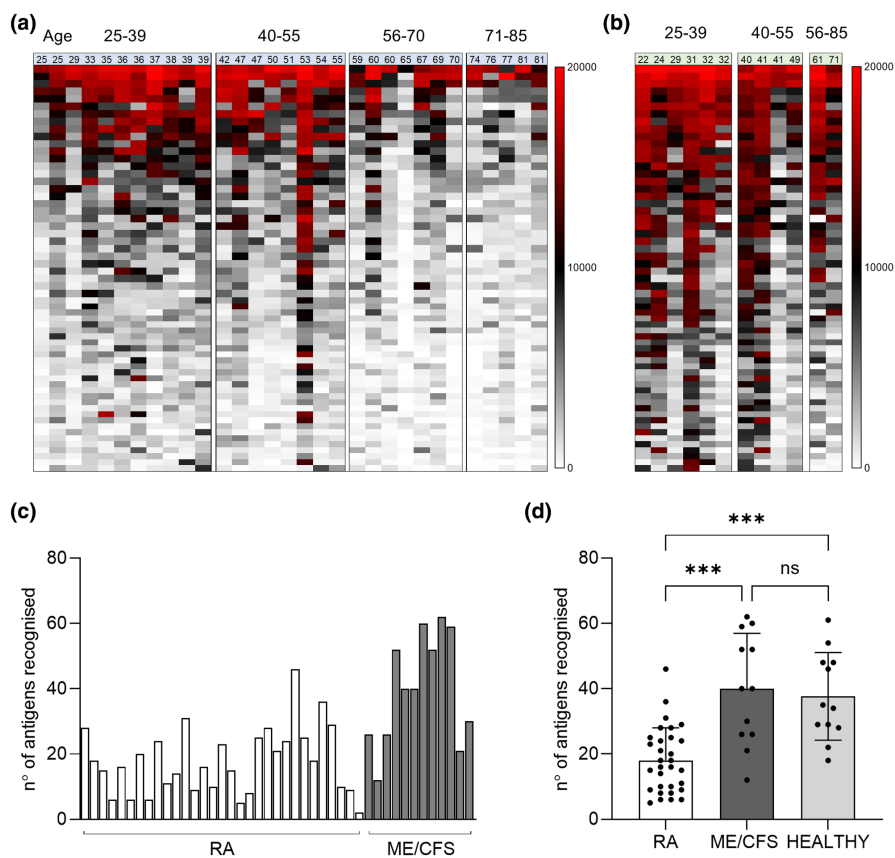 (a) Age 25-39 40-55 56-70 71-85
25 25 29 33 35 36 36 37 38 39 39 42 47 47 50 51 53 54 55 59 60 60 65 67 69 70 74 76 77 81 81
20000
10000
0
(b) 25-39 40-55 56-85
22 24 29 31 32 32 40 41 41 49 61 71
20000
10000
0
(c)
n° of antigens recognised
80
60
40
20
0
RA ME/CFS
(d)
n° of antigens recognised
80
60
40
20
0
***
*** ns
RA ME/CFS HEALTHY